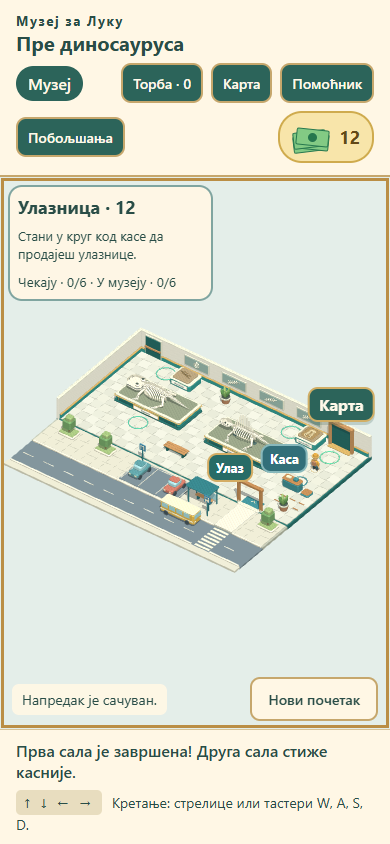 Музеј за Луку
Пре диносауруса
Музеј
Торба · 0
Карта
Помоћник
Побољшања
12
Улазница · 12
Стани у круг код касе да
продајеш улазнице.
Чекају · 0/6 · У музеју · 0/6
Карта
Каса
Улаз
Напредак је сачуван.
Нови почетак
Прва сала је завршена! Друга сала стиже
касније.
↑ ↓ ← → Кретање: стрелице или тастери W, A, S,
D.